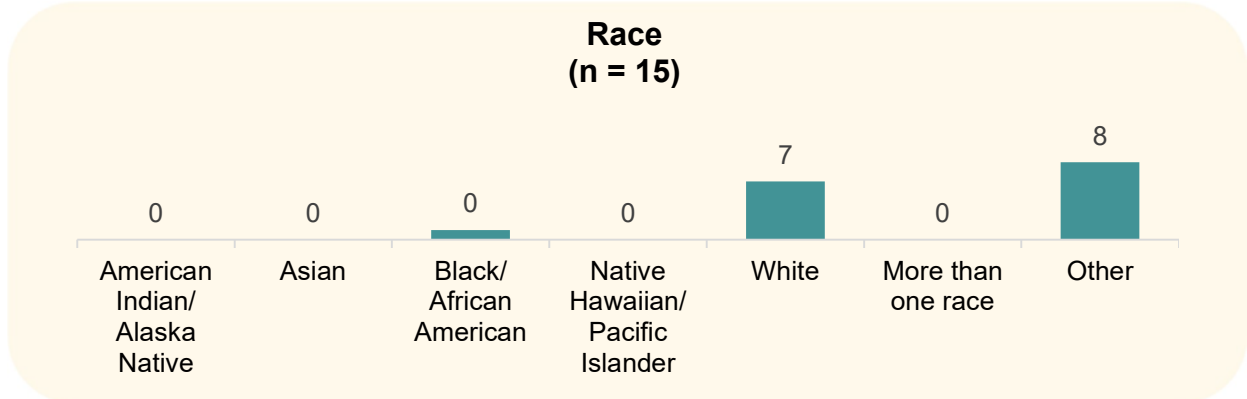 Race
(n = 15)
0
0
0
0
7
0
8
American
Indian/
Alaska
Native
Asian
Black/
African
American
Native
Hawaiian/
Pacific
Islander
White
More than
one race
Other